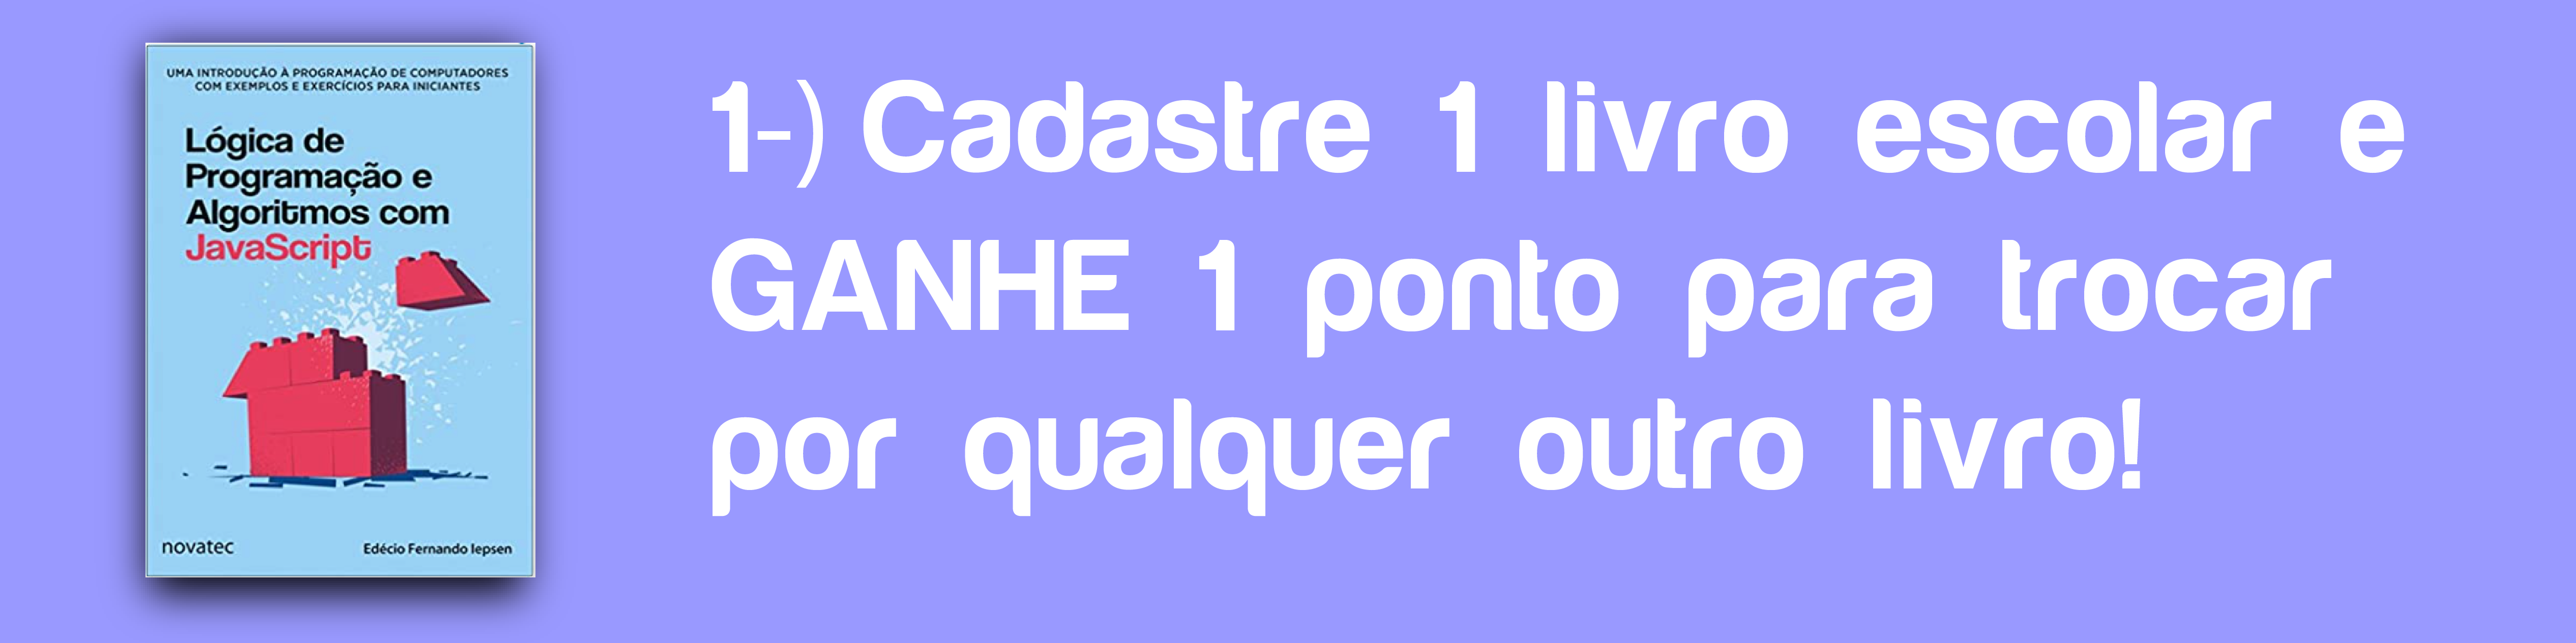 UMA INTRODUÇÃO À PROGRAMAÇÃO DE COMPUTADORES
COM EXEMPLOS E EXERCÍCIOS PARA INICIANTES
Lógica de
Programação e
Algoritmos com
JavaScript
novatec
Edécio Fernando Iepsen
1-) Cadastre 1 livro escolar e
GANHE 1 ponto para trocar
por qualquer outro livro!